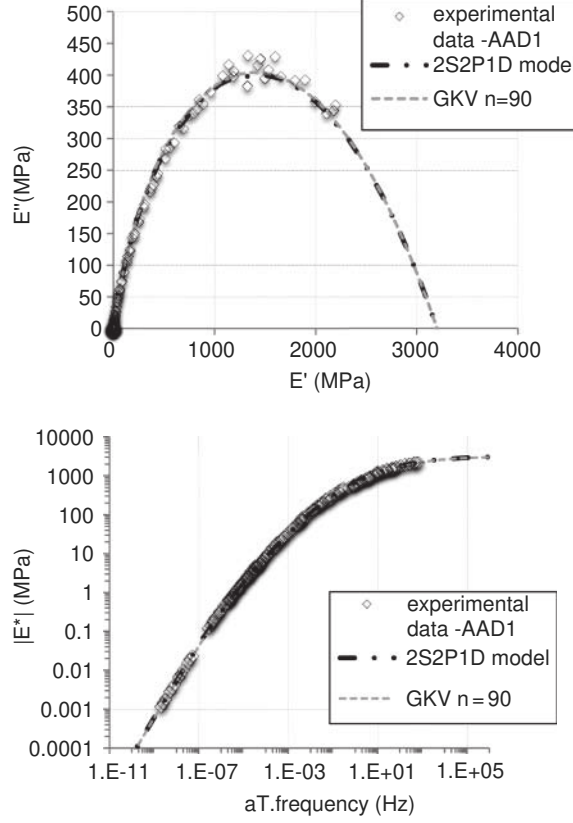 experimental
data -AAD1
2S2P1D model
GKV n=90
E"(MPa)
500
450
400
350
300
250
200
150
100
50
0
0 1000 2000 3000 4000
E' (MPa)
|E*| (MPa)
10000
1000
100
10
1
0.1
0.01
0.001
0.0001
experimental
data -AAD1
2S2P1D model
GKV n=90
1.E-11 1.E-07 1.E-03 1.E+01 1.E+05
aT.frequency (Hz)